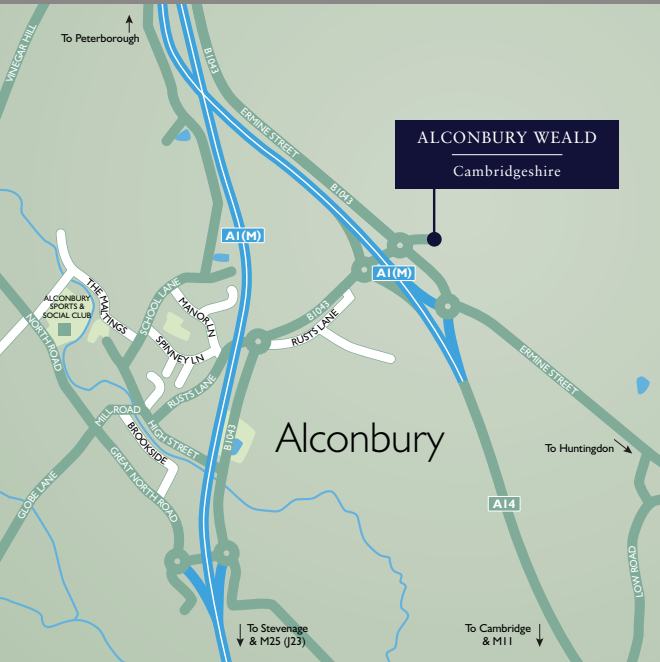 To Peterborough
VINEGAR HILL
B1043
ERMINE STREET
ALCONBURY WEALD
Cambridgeshire
B1043
A1(M)
A1(M)
ALCONBURY
SPORTS &
SOCIAL CLUB
THE MALTINGS
SCHOOL LANE
MANOR LN
B1043
RUSTS LANE
NORTH ROAD
SPINNEY LN
ERMINE STREET
RUSTS LANE
MILL ROAD
HIGH STREET
BROOKSIDE
B1043
Alconbury
To Huntingdon
GREAT NORTH ROAD
GLOBE LANE
A14
LOW ROAD
To Stevenage
& M25 (J23)
To Cambridge
& M11